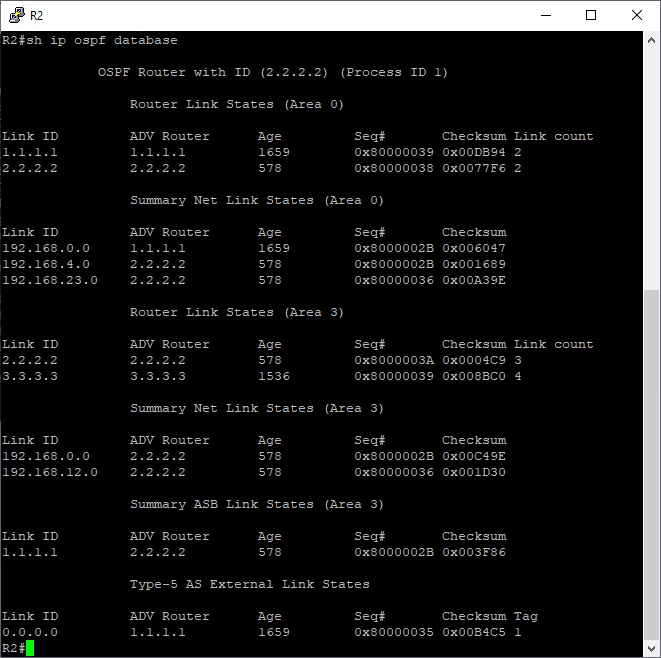 R2
R2#sh ip ospf database
OSPF Router with ID (2.2.2.2) (Process ID 1)
Router Link States (Area 0)
Link ID ADV Router Age Seq# Checksum Link count
1.1.1.1 1.1.1.1 1659 0x80000039 0x00DB94 2
2.2.2.2 2.2.2.2 578 0x80000038 0x0077F6 2
Summary Net Link States (Area 0)
Link ID ADV Router Age Seq# Checksum
192.168.0.0 1.1.1.1 1659 0x8000002B 0x006047
192.168.4.0 2.2.2.2 578 0x8000002B 0x001689
192.168.23.0 2.2.2.2 578 0x80000036 0x00A39E
Router Link States (Area 3)
Link ID ADV Router Age Seq# Checksum Link count
2.2.2.2 2.2.2.2 578 0x8000003A 0x0004C9 3
3.3.3.3 3.3.3.3 1536 0x80000039 0x008BC0 4
Summary Net Link States (Area 3)
Link ID ADV Router Age Seq# Checksum
192.168.0.0 2.2.2.2 578 0x8000002B 0x00C49E
192.168.12.0 2.2.2.2 578 0x80000036 0x001D30
Summary ASB Link States (Area 3)
Link ID ADV Router Age Seq# Checksum
1.1.1.1 2.2.2.2 578 0x8000002B 0x003F86
Type-5 AS External Link States
Link ID ADV Router Age Seq# Checksum Tag
0.0.0.0 1.1.1.1 1659 0x80000035 0x00B4C5 1
R2#